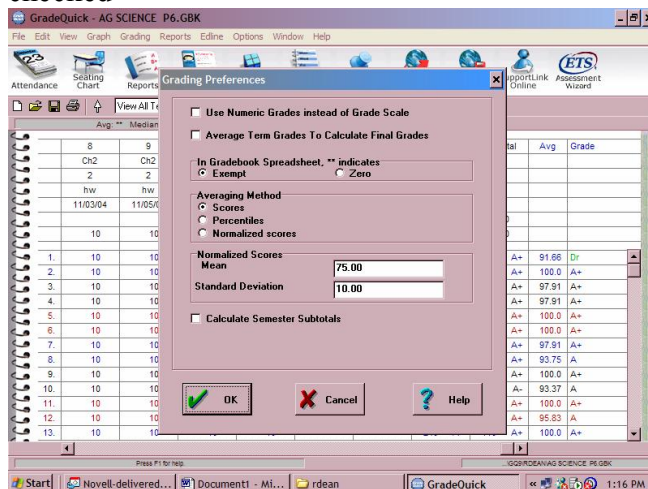 checked
GradeQuick - AG SCIENCE P6.GBK
File Edit View Graph Grading Reports Edline Options Window Help
Attendance Seating Chart Reports upportLink Online ETS Assessment Wizard
View All Te
Grading Preferences
Use Numeric Grades instead of Grade Scale
Average Term Grades To Calculate Final Grades
In Gradebook Spreadsheet, ** indicates
Exempt Zero
Averaging Method
Scores
Percentiles
Normalized scores
Normalized Scores
Mean 75.00
Standard Deviation 10.00
Calculate Semester Subtotals
OK Cancel Help
Avg: ** Median
8 9 tal Avg Grade
Ch2 Ch2
2 2
hw hw
11/03/04 11/05/0
10 10
1. 10 10 A+ 91.66 Dr
2. 10 10 A+ 100.0 A+
3. 10 10 A+ 97.91 A+
4. 10 10 A+ 97.91 A+
5. 10 10 A+ 100.0 A+
6. 10 10 A+ 100.0 A+
7. 10 10 A+ 97.91 A+
8. 10 10 A+ 93.75 A
9. 10 10 A+ 100.0 A+
10. 10 10 A- 93.37 A
11. 10 10 A+ 100.0 A+
12. 10 10 A+ 95.83 A
13. 10 10 A+ 100.0 A+
Press F1 for help. ...\GQ9\RDEAN\AG SCIENCE P6.GBK
Start Novell-delivered... Document1 - Mi... rdean GradeQuick 1:16 PM